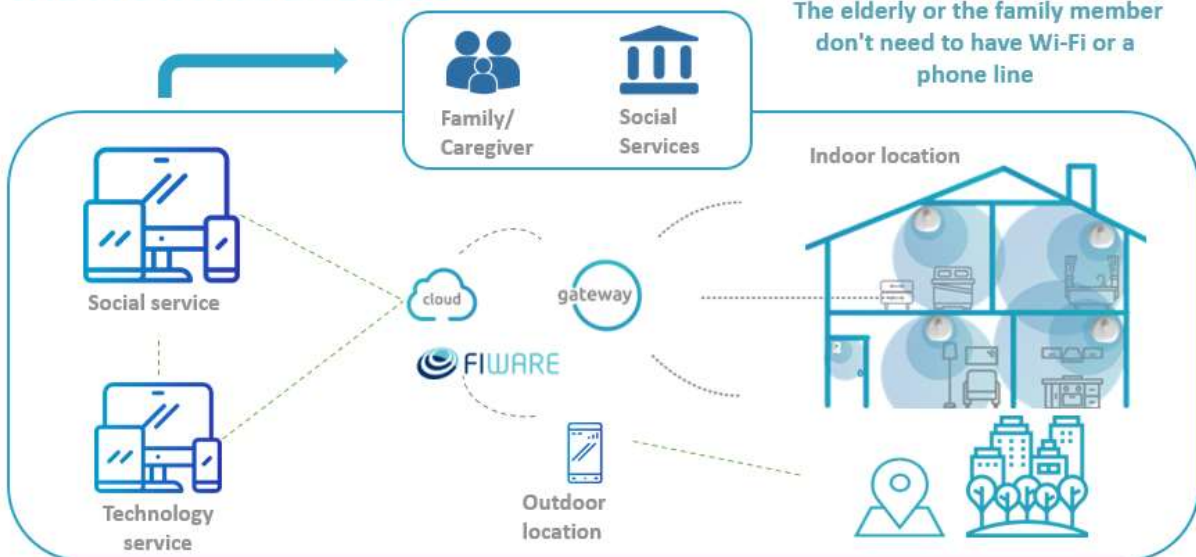 The elderly or the family member
don't need to have Wi-Fi or a
phone line
Family/
Caregiver
Social
Services
Indoor location
Social service
cloud
gateway
FIWARE
Technology
service
Outdoor
location